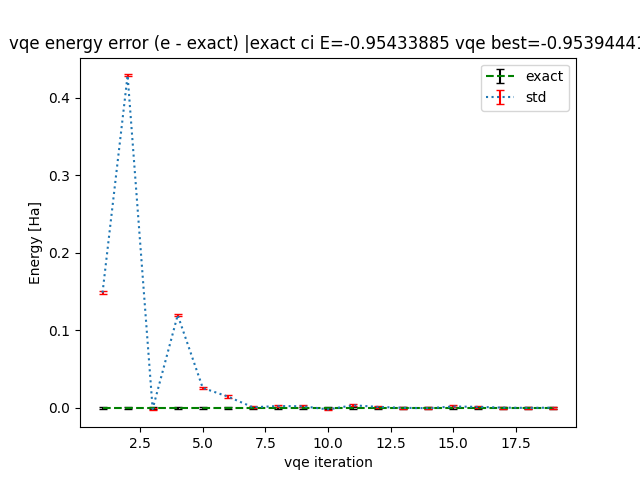 vqe energy error (e - exact) |exact ci E=-0.95433885 vqe best=-0.95394441
exact
std
Energy [Ha]
0.4
0.3
0.2
0.1
0.0
2.5 5.0 7.5 10.0 12.5 15.0 17.5
vqe iteration